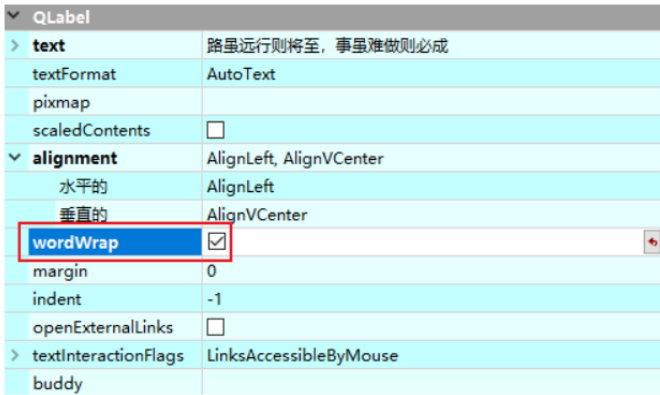 QLabel
text 路虽远行则将至，事虽难做则必成
textFormat AutoText
pixmap
scaledContents
alignment AlignLeft, AlignVCenter
水平的 AlignLeft
垂直的 AlignVCenter
wordWrap
margin 0
indent -1
openExternalLinks
textInteractionFlags LinksAccessibleByMouse
buddy